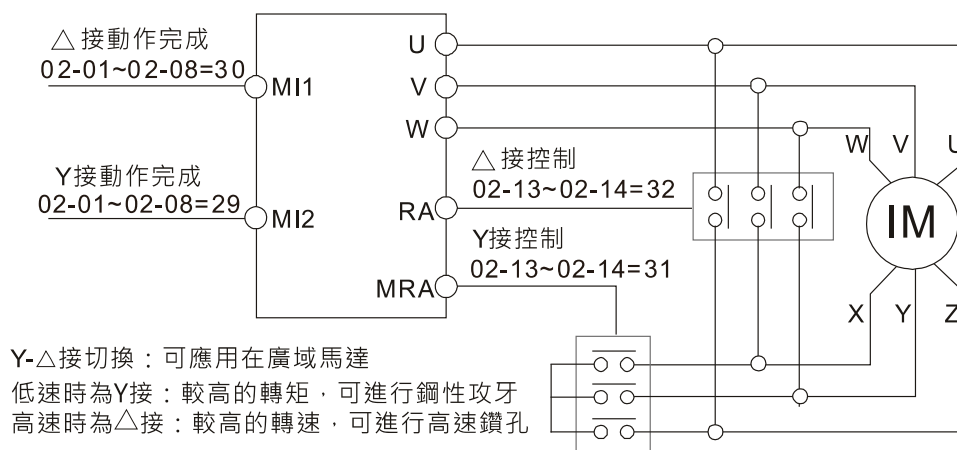 △接動作完成
02-01~02-08=30
MI1
Y接動作完成
02-01~02-08=29
MI2
U
V
W
RA
MRA
△接控制
02-13~02-14=32
Y接控制
02-13~02-14=31
W V U
IM
X Y Z
Y-△接切換：可應用在廣域馬達
低速時為Y接：較高的轉矩，可進行鋼性攻牙
高速時為△接：較高的轉速，可進行高速鑽孔